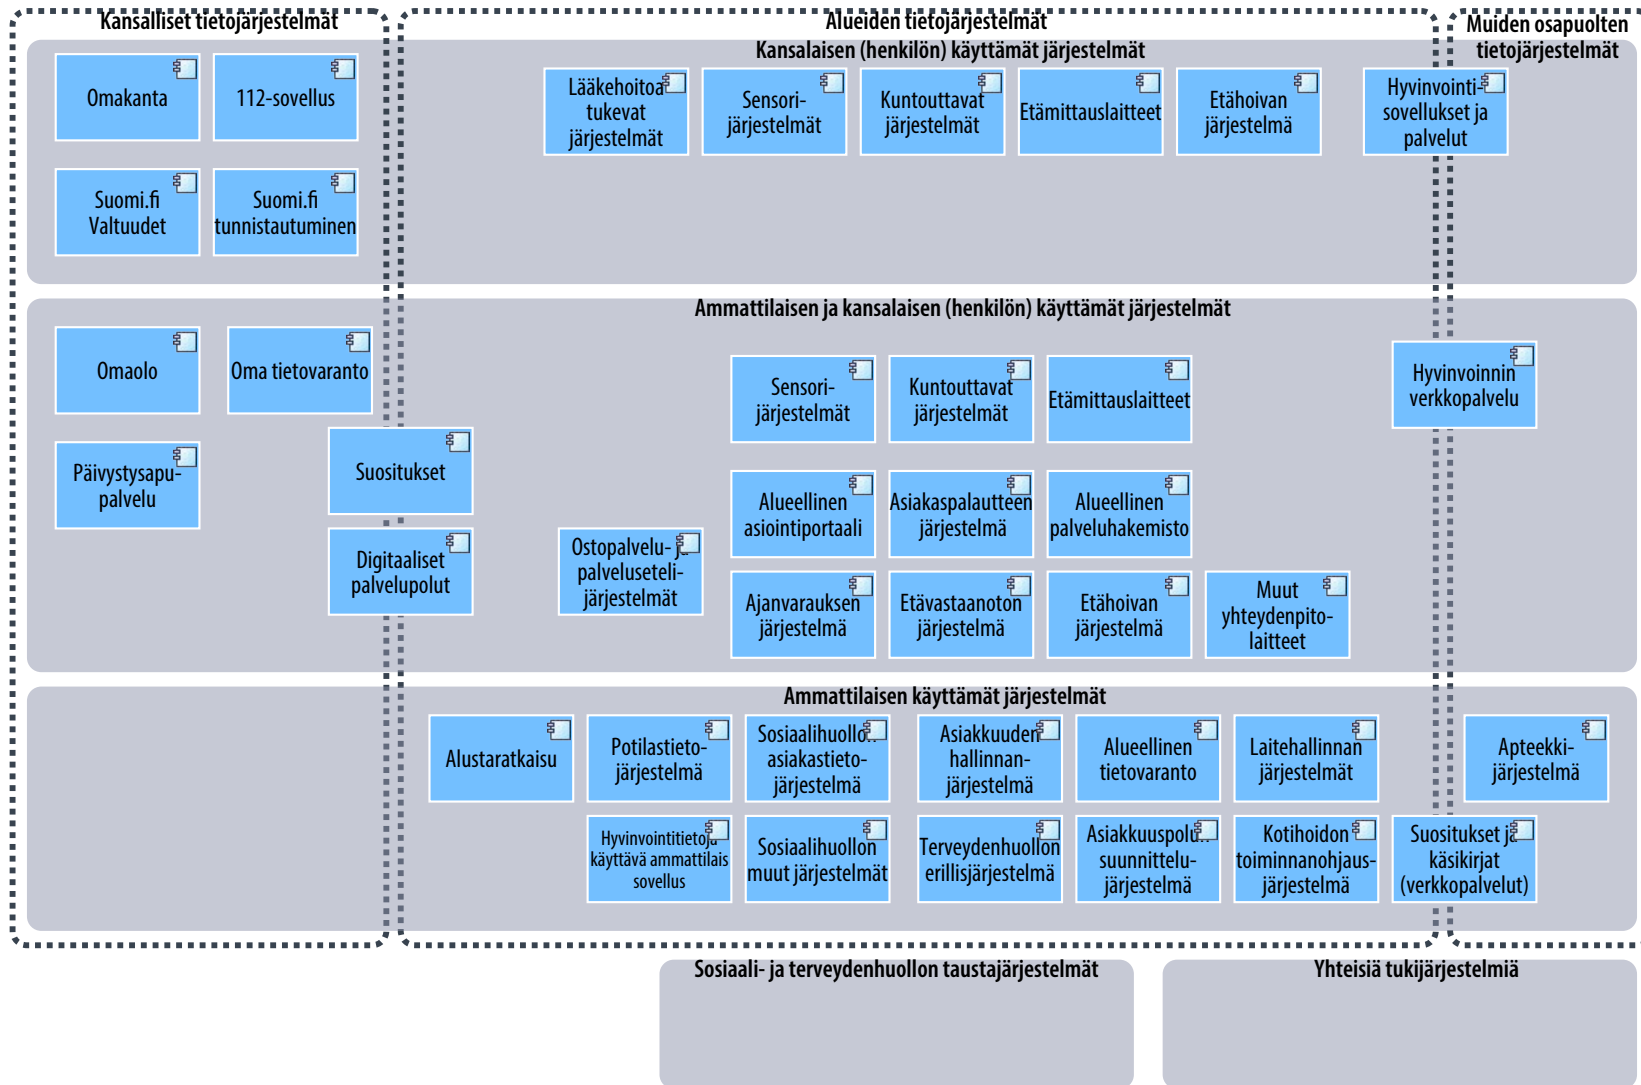 Kansalliset tietojärjestelmät
Alueiden tietojärjestelmät
Muiden osapuolten
tietojärjestelmät
Kansalaisen (henkilön) käyttämät järjestelmät
Omakanta
112-sovellus
Lääkehoitoa
tukevat
järjestelmät
Sensori-
järjestelmät
Kuntouttavat
järjestelmät
Etämittauslaitteet
Etähoivan
järjestelmä
Hyvinvointi-
sovellukset ja
palvelut
Suomi.fi
Valtuudet
Suomi.fi
tunnistautuminen
Ammattilaisen ja kansalaisen (henkilön) käyttämät järjestelmät
Omaolo
Oma tietovaranto
Sensori-
järjestelmät
Kuntouttavat
järjestelmät
Etämittauslaitteet
Hyvinvoinnin
verkkopalvelu
Päivystysapu-
palvelu
Suositukset
Alueellinen
asiointiportaali
Asiakaspalautteen
järjestelmä
Alueellinen
palveluhakemisto
Digitaaliset
palvelupolut
Ostopalvelu- ja
palveluseteli-
järjestelmät
Ajanvarauksen
järjestelmä
Etävastaanoton
järjestelmä
Etähoivan
järjestelmä
Muut
yhteydenpito-
laitteet
Ammattilaisen käyttämät järjestelmät
Alustaratkaisu
Potilastieto-
järjestelmä
Sosiaalihuollon
asiakastieto-
järjestelmä
Asiakkuuden
hallinnan-
järjestelmä
Alueellinen
tietovaranto
Laitehallinnan
järjestelmät
Apteekki-
järjestelmä
Hyvinvointitietoja
käyttävä ammattilais
sovellus
Sosiaalihuollon
muut järjestelmät
Terveydenhuollon
erillisjärjestelmä
Asiakkuuspolun
suunnittelu-
järjestelmä
Kotihoidon
toiminnanohjaus-
järjestelmä
Suositukset ja
käsikirjat
(verkkopalvelut)
Sosiaali- ja terveydenhuollon taustajärjestelmät
Yhteisiä tukijärjestelmiä